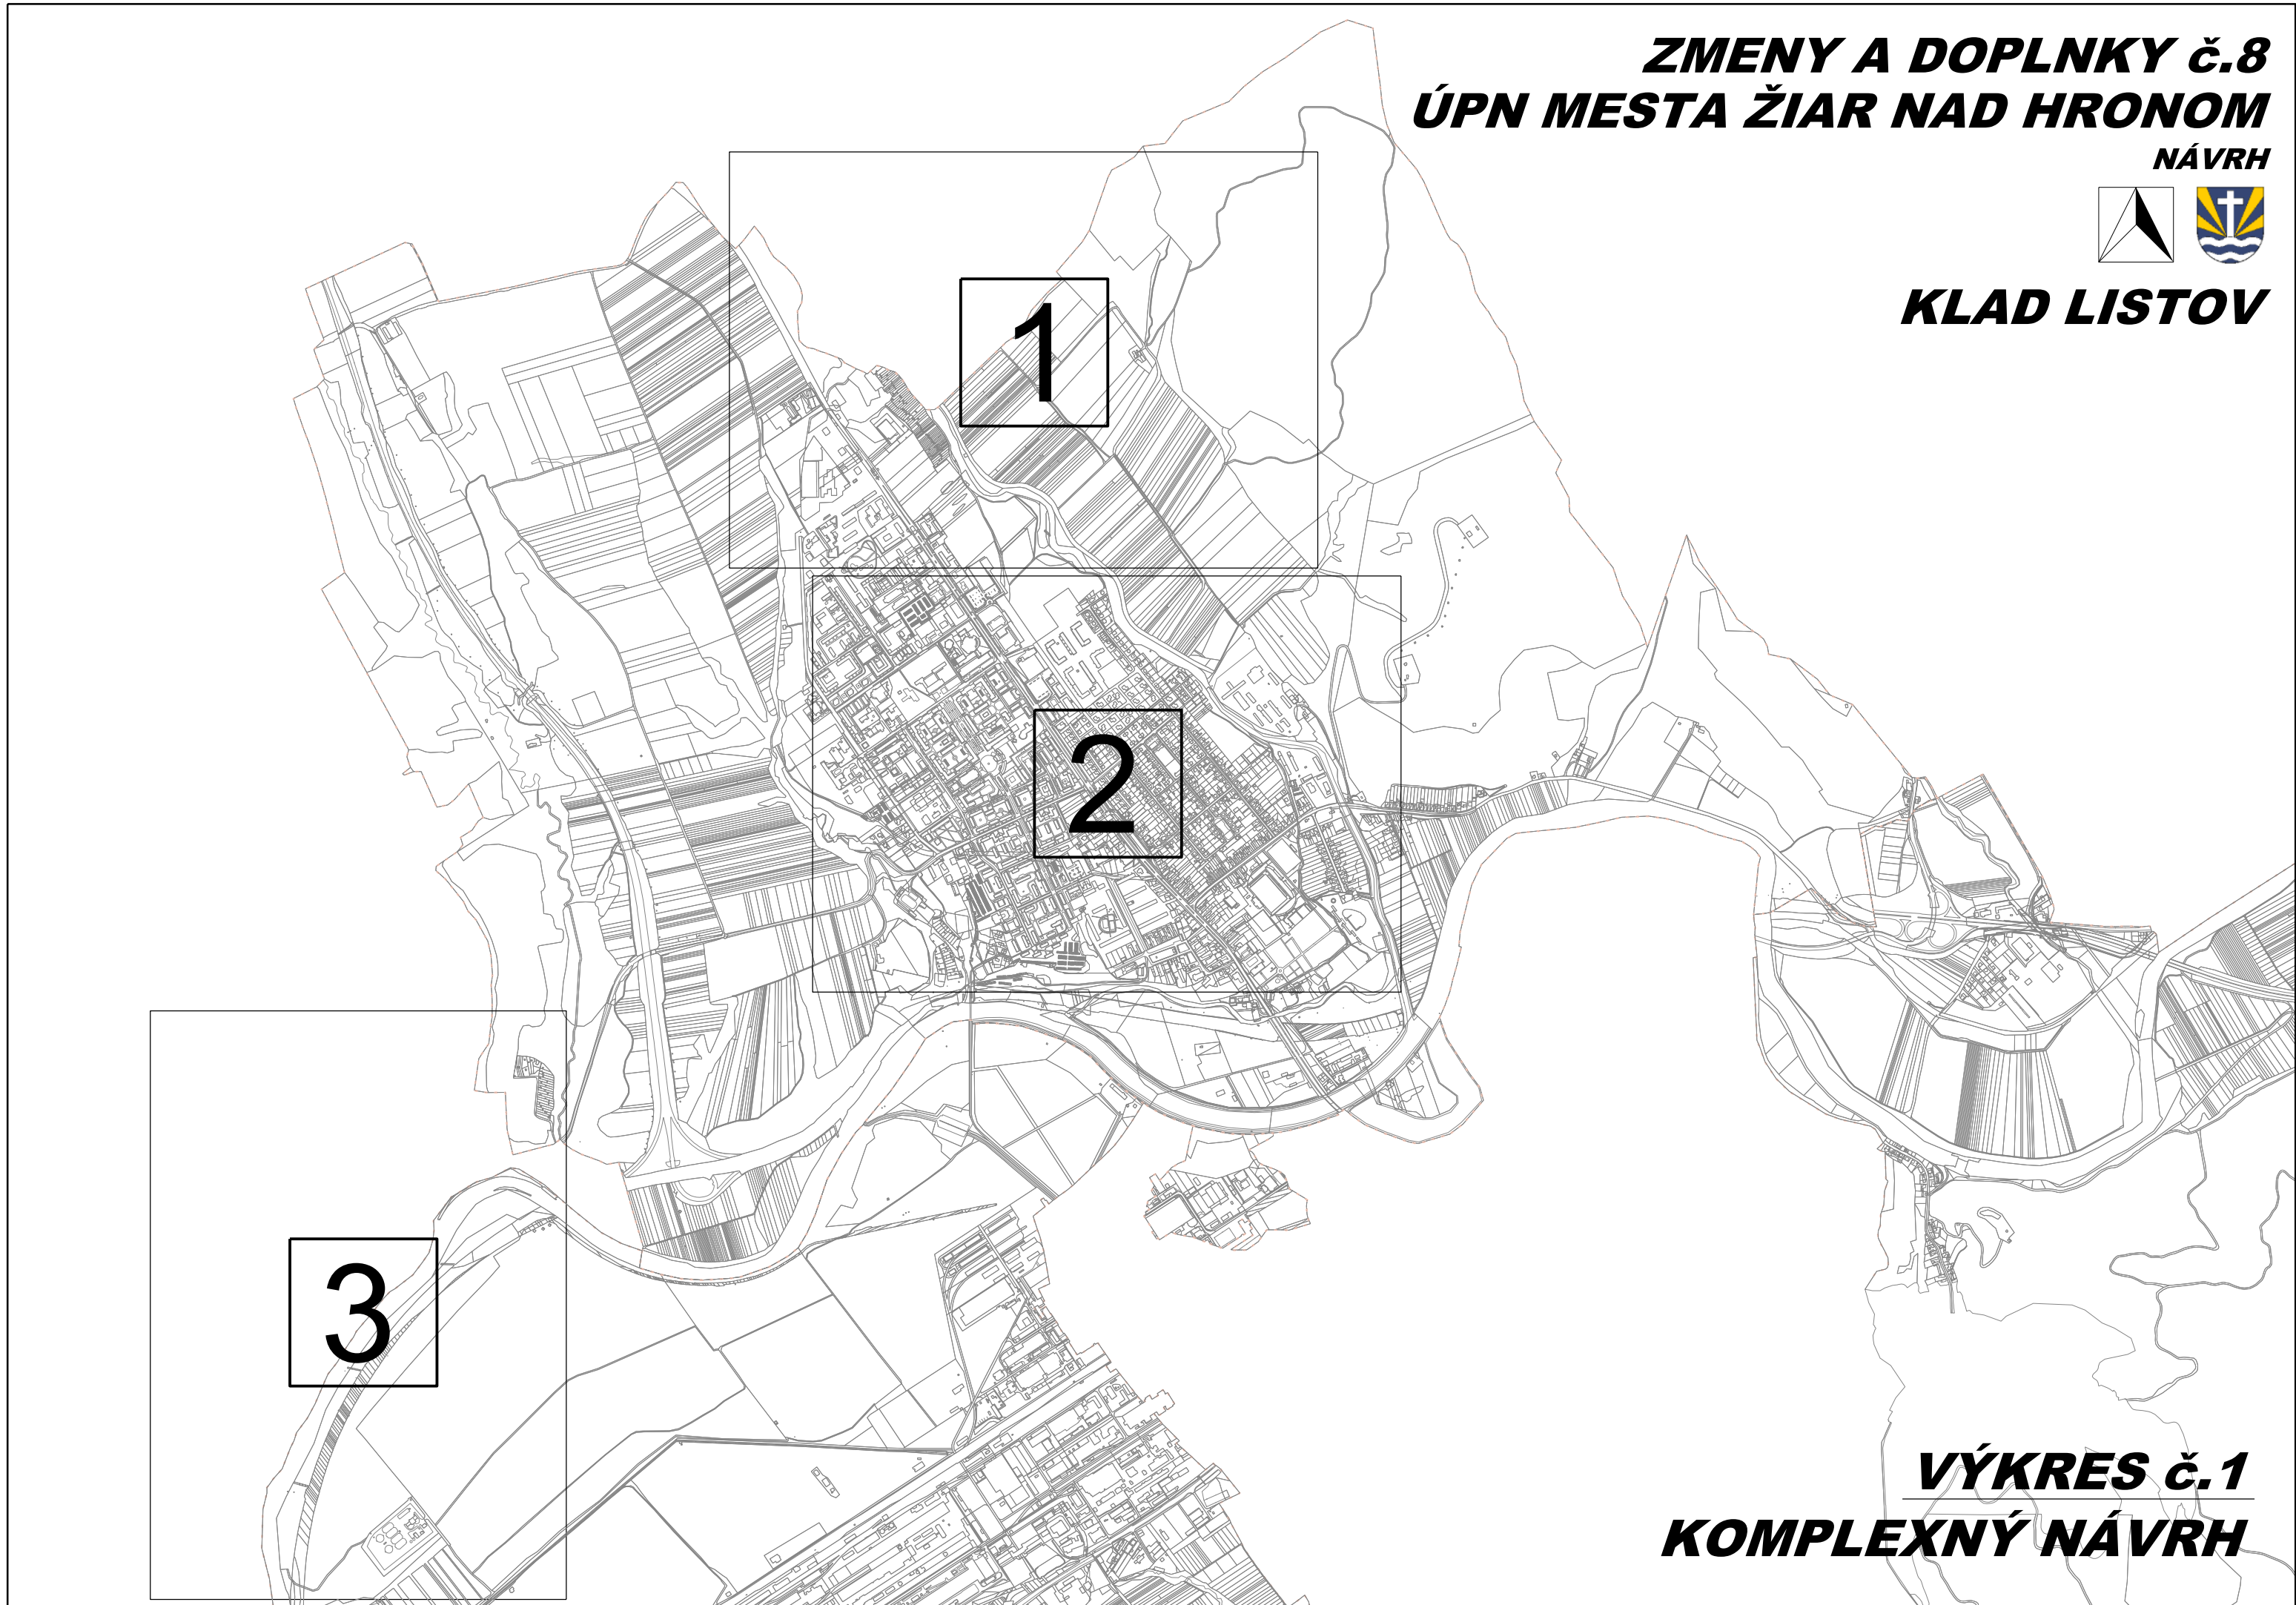 ZMENY A DOPLNKY č.8
ÚPN MESTA ŽIAR NAD HRONOM
NÁVRH
KLAD LISTOV
1
2
3
VÝKRES č.1
KOMPLEXNÝ NÁVRH